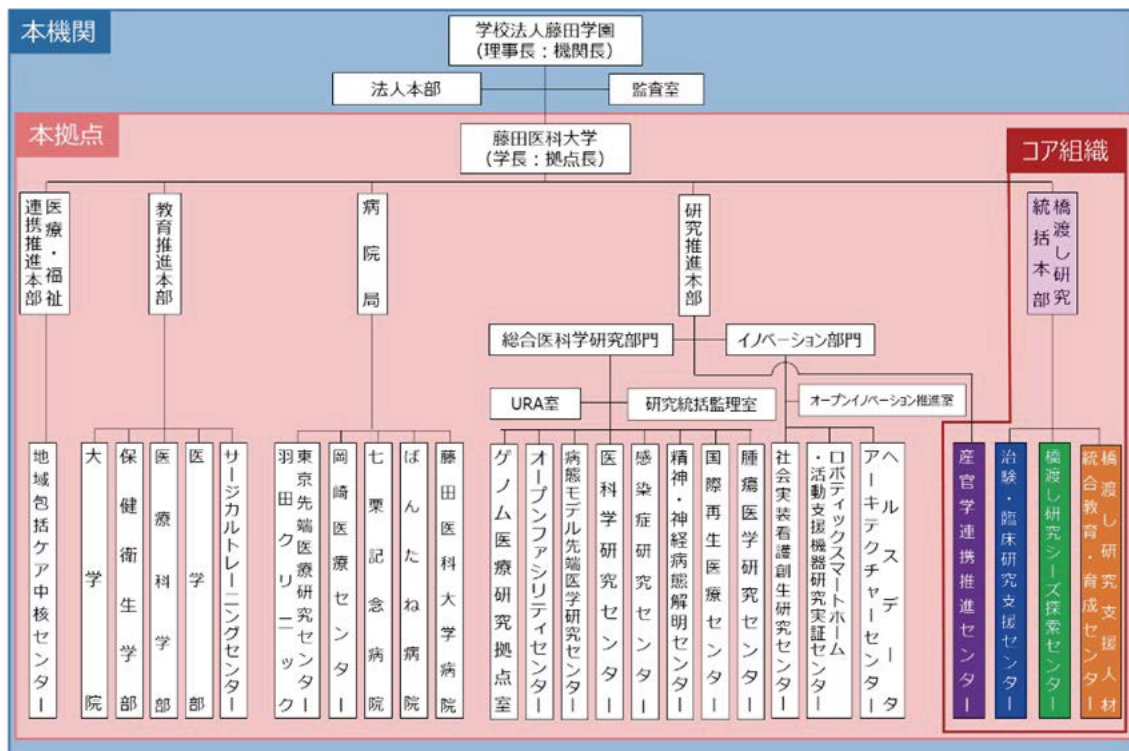 本機関
学校法人藤田学園
(理事長：機関長)
法人本部
監査室
本拠点
藤田医科大学
(学長：拠点長)
コア組織
医療・福祉
連携推進本部
教育推進本部
病院局
研究推進本部
橋渡し研究
統括本部
総合医科学研究部門
イノベーション部門
URA室
研究統括監理室
オープンイノベーション推進室
地域包括ケア中核センター
大学院
保健衛生学部
医療科学部
医学部
サージカルトレーニングセンター
東京先端医療研究センター
羽田クリニック
岡崎医療センター
七栗記念病院
ばんたね病院
藤田医科大学病院
ゲノム医療研究拠点室
オープンファシリティセンター
病態モデル先端医学研究センター
医科学研究センター
感染症研究センター
精神・神経病態解明センター
国際再生医療センター
腫瘍医学研究センター
社会実装看護創生研究センター
ロボティックスマートホーム
・活動支援機器研究実証センター
ヘルスデータ
アーキテクチャーセンター
産官学連携推進センター
治験・臨床研究支援センター
橋渡し研究シーズ探索センター
橋渡し研究支援人材
統合教育・育成センター